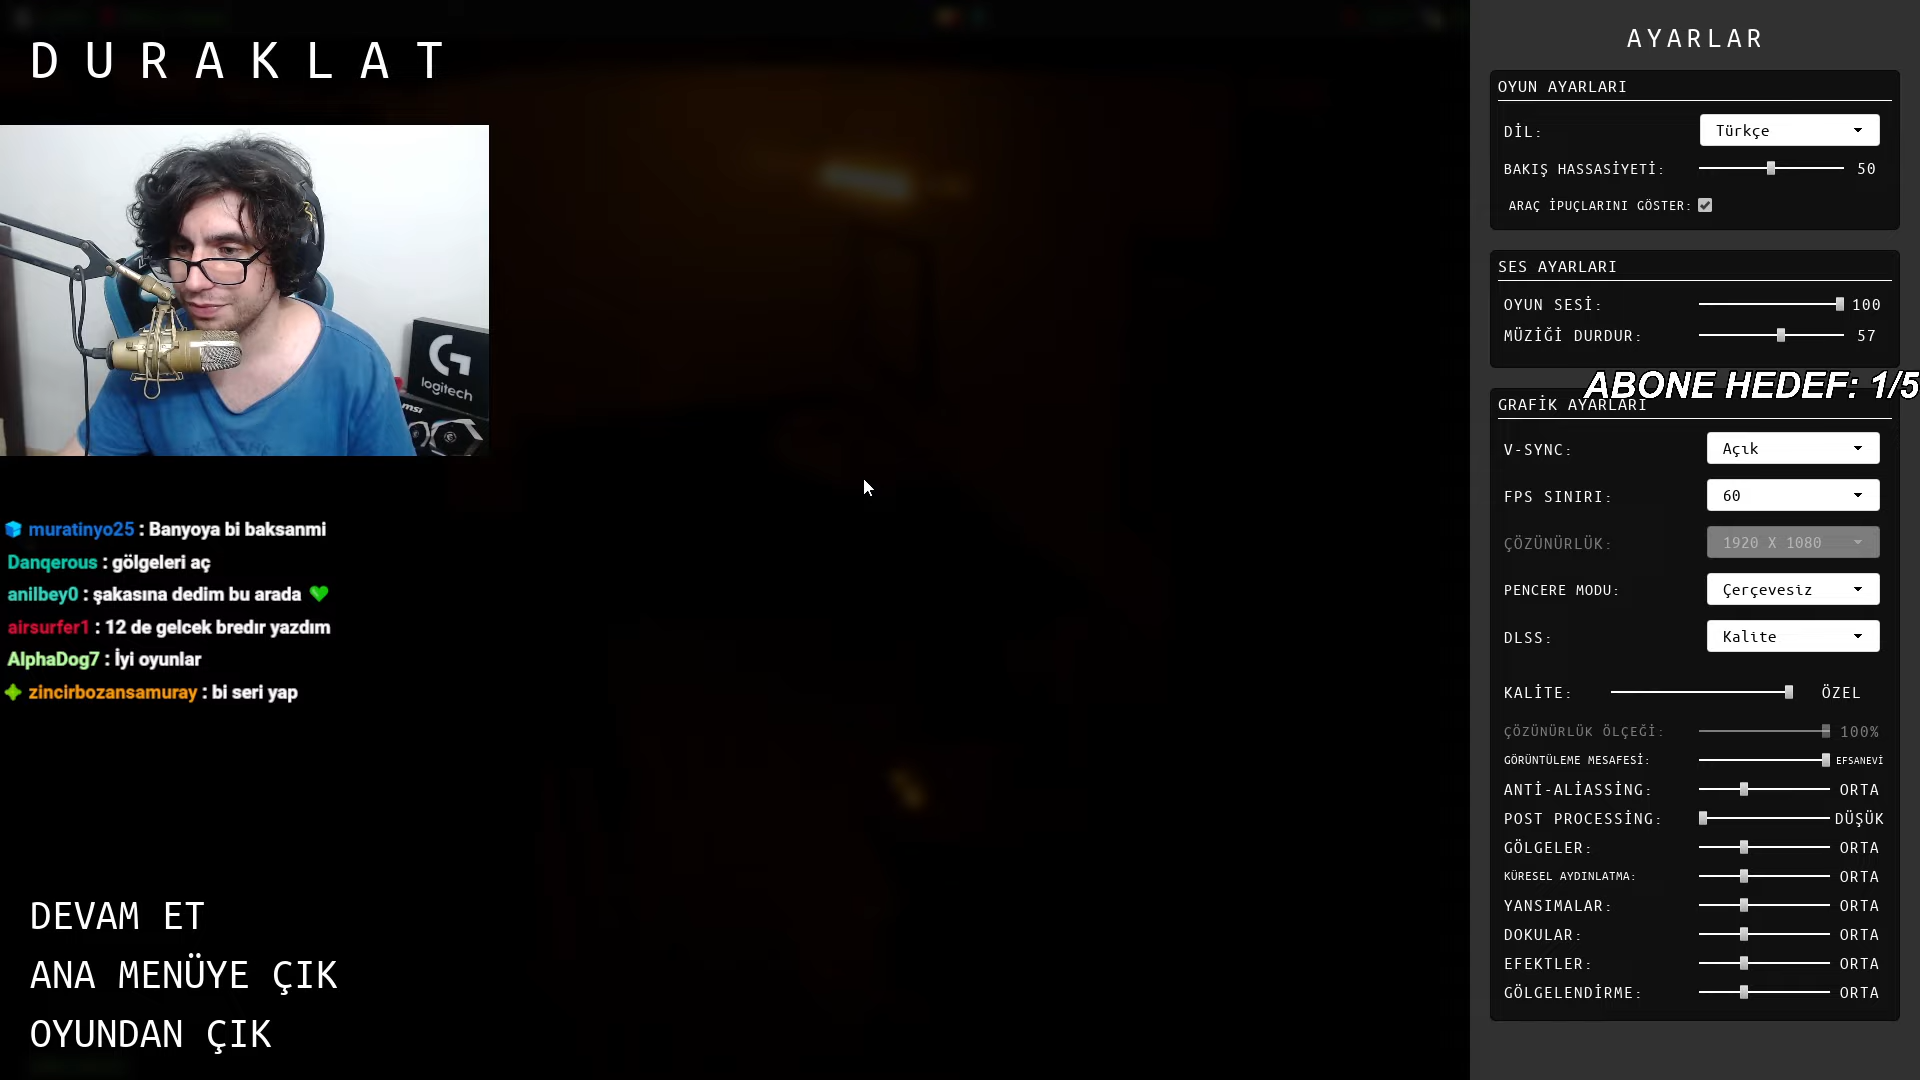 DURAKLAT
logitech
msi
muratinyo25 : Banyoya bi baksanmi
Danqerous : gölgeleri aç
anilbey0 : şakasına dedim bu arada
airsurfer1 : 12 de gelcek bredır yazdım
AlphaDog7 : İyi oyunlar
zincirbozansamuray : bi seri yap
DEVAM ET
ANA MENÜYE ÇIK
OYUNDAN ÇIK
AYARLAR
OYUN AYARLARI
DİL: Türkçe
BAKIŞ HASSASİYETİ: 50
ARAÇ İPUÇLARINI GÖSTER:
SES AYARLARI
OYUN SESİ: 100
MÜZİĞİ DURDUR: 57
ABONE HEDEF: 1/5
GRAFİK AYARLARI
V-SYNC: Açık
FPS SINIRI: 60
ÇÖZÜNÜRLÜK: 1920 X 1080
PENCERE MODU: Çerçevesiz
DLSS: Kalite
KALİTE: ÖZEL
ÇÖZÜNÜRLÜK ÖLÇEĞİ: 100%
GÖRÜNTÜLEME MESAFESİ: EFSANEVİ
ANTİ-ALİASSİNG: ORTA
POST PROCESSİNG: DÜŞÜK
GÖLGELER: ORTA
KÜRESEL AYDINLATMA: ORTA
YANSIMALAR: ORTA
DOKULAR: ORTA
EFEKTLER: ORTA
GÖLGELENDİRME: ORTA